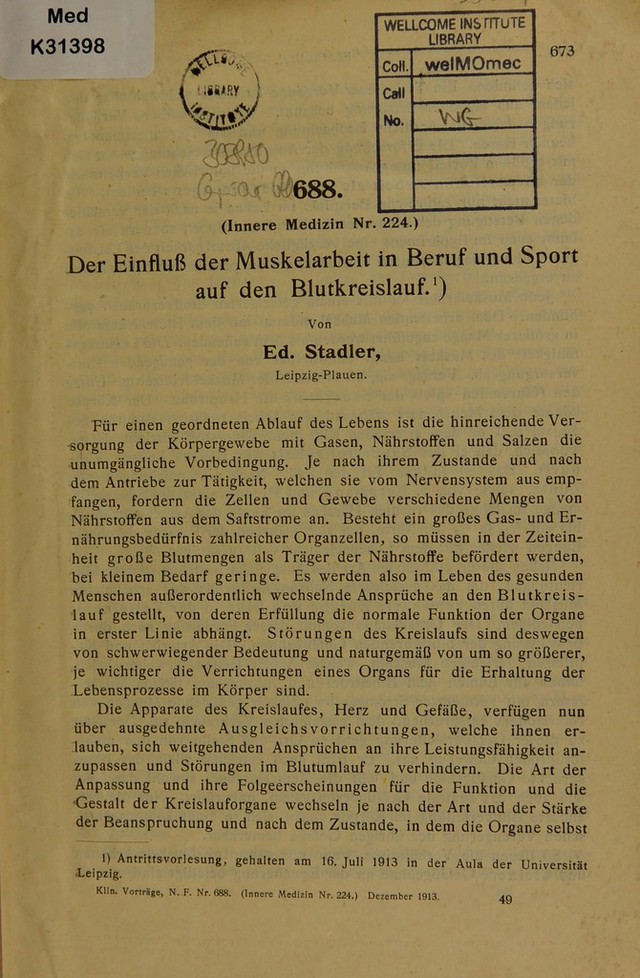 Med
K31398
WELLCOME INSTITUTE
LIBRARY
Coll. welMOmec
Call
No. WG
673
LIBRARY
688.
(Innere Medizin Nr. 224.)
Der Einfluß der Muskelarbeit in Beruf und Sport
auf den Blutkreislauf.¹)
Von
Ed. Stadler,
Leipzig-Plauen.
Für einen geordneten Ablauf des Lebens ist die hinreichende Ver-
sorgung der Körpergewebe mit Gasen, Nährstoffen und Salzen die
unumgängliche Vorbedingung. Je nach ihrem Zustande und nach
dem Antriebe zur Tätigkeit, welchen sie vom Nervensystem aus emp-
fangen, fordern die Zellen und Gewebe verschiedene Mengen von
Nährstoffen aus dem Saftstrome an. Besteht ein großes Gas- und Er-
nährungsbedürfnis zahlreicher Organzellen, so müssen in der Zeitein-
heit große Blutmengen als Träger der Nährstoffe befördert werden,
bei kleinem Bedarf geringe. Es werden also im Leben des gesunden
Menschen außerordentlich wechselnde Ansprüche an den Blutkreis-
lauf gestellt, von deren Erfüllung die normale Funktion der Organe
in erster Linie abhängt. Störungen des Kreislaufs sind deswegen
von schwerwiegender Bedeutung und naturgemäß von um so größerer,
je wichtiger die Verrichtungen eines Organs für die Erhaltung der
Lebensprozesse im Körper sind.
Die Apparate des Kreislaufes, Herz und Gefäße, verfügen nun
über ausgedehnte Ausgleichsvorrichtungen, welche ihnen er-
lauben, sich weitgehenden Ansprüchen an ihre Leistungsfähigkeit an-
zupassen und Störungen im Blutumlauf zu verhindern. Die Art der
Anpassung und ihre Folgeerscheinungen für die Funktion und die
Gestalt der Kreislauforgane wechseln je nach der Art und der Stärke
der Beanspruchung und nach dem Zustande, in dem die Organe selbst
1) Antrittsvorlesung, gehalten am 16. Juli 1913 in der Aula der Universität
Leipzig.
Klin. Vorträge, N. F. Nr. 688. (Innere Medizin Nr. 224.) Dezember 1913.
49